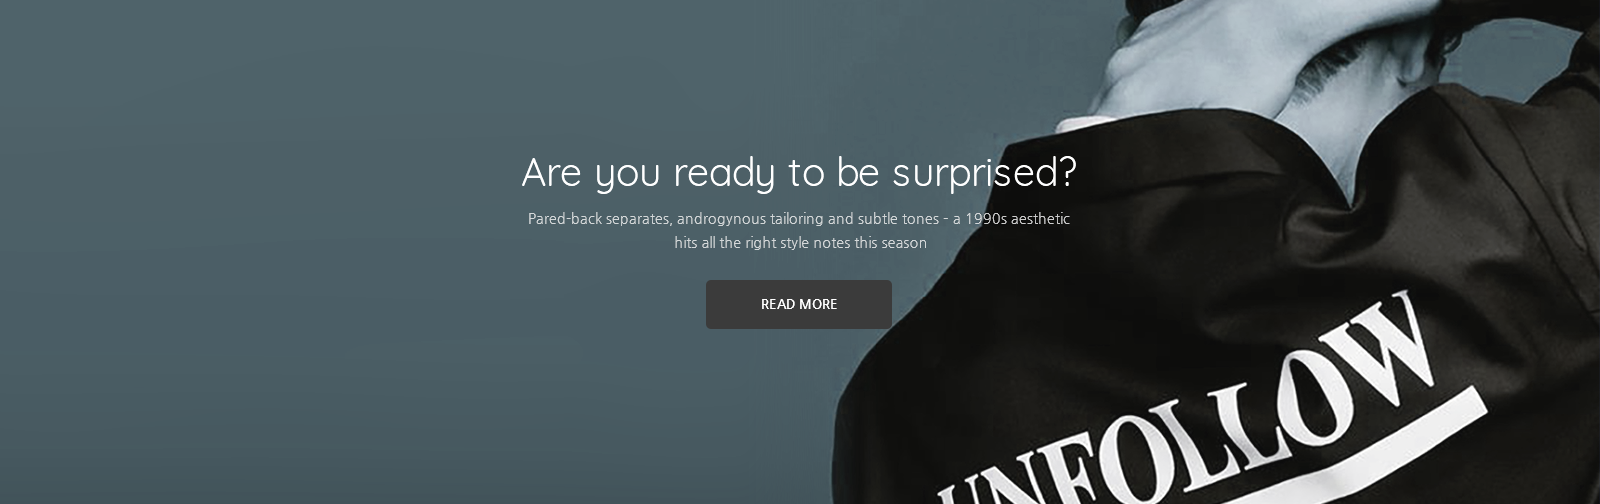 Are you ready to be surprised?
Pared-back separates, androgynous tailoring and subtle tones - a 1990s aesthetic
hits all the right style notes this season
READ MORE
UNFOLLOW